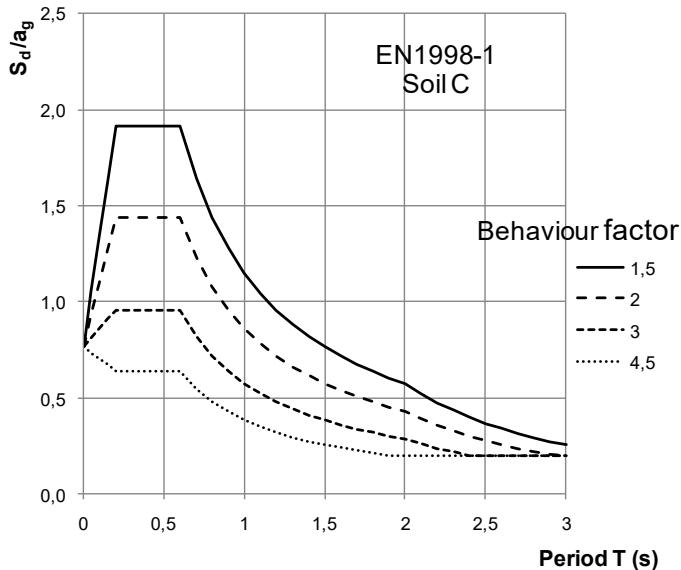 S_d/a_g
2,5
2,0
1,5
1,0
0,5
0,0
EN1998-1
Soil C
Behaviour factor
1,5
2
3
4,5
0 0,5 1 1,5 2 2,5 3
Period T (s)